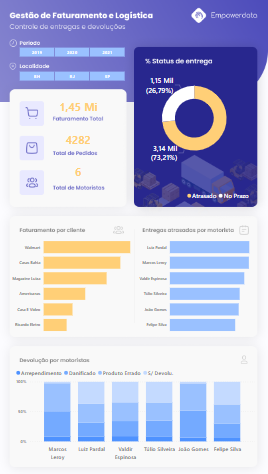 Gestão de Faturamento e Logística
Controle de entregas e devoluções
Empowerdata
Período
2019 2020 2021
Localidade
RJ SP
1,45 Mi
Faturamento Total
4282
Total de Pedidos
6
Total de Motoristas
% Status de entrega
1,15 Mil
(26,79%)
3,14 Mil
(73,21%)
Atrasado No Prazo
Faturamento por cliente
Walmart
Casas Bahia
Magazine Luiza
Americanas
Casa & Vídeo
Ricardo Eletro
Entregas atrasadas por motorista
Luiz Pardal
Marcos Leroy
Valdir Espinosa
Túlio Silveira
João Gomes
Felipe Silva
Devolução por motoristas
Arrependimento Danificado Produto Errado S/ Devolu.
100%
50%
0%
Marcos Leroy
Luiz Pardal
Valdir Espinosa
Túlio Silveira
João Gomes
Felipe Silva